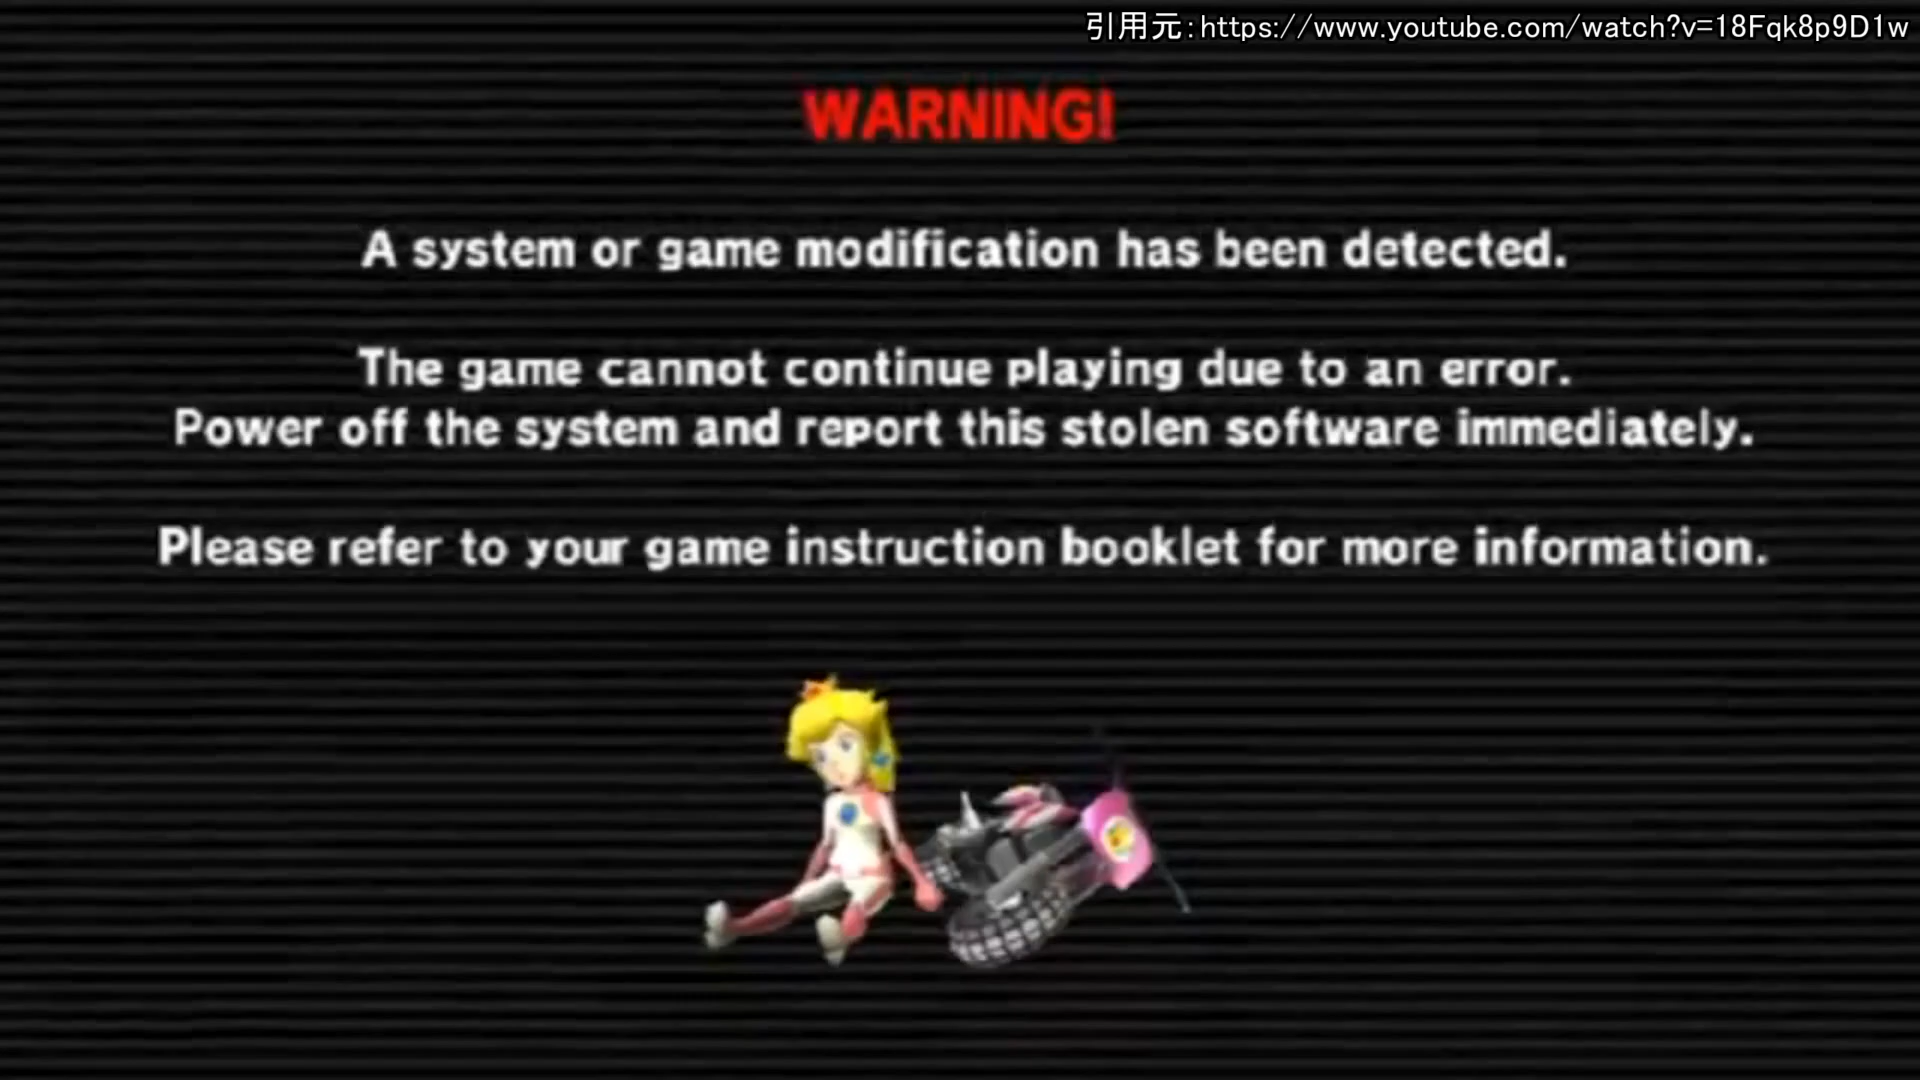 引用元：https://www.youtube.com/watch?v=18Fqk8p9D1w
WARNING!
A system or game modification has been detected.
The game cannot continue playing due to an error.
Power off the system and report this stolen software immediately.
Please refer to your game instruction booklet for more information.